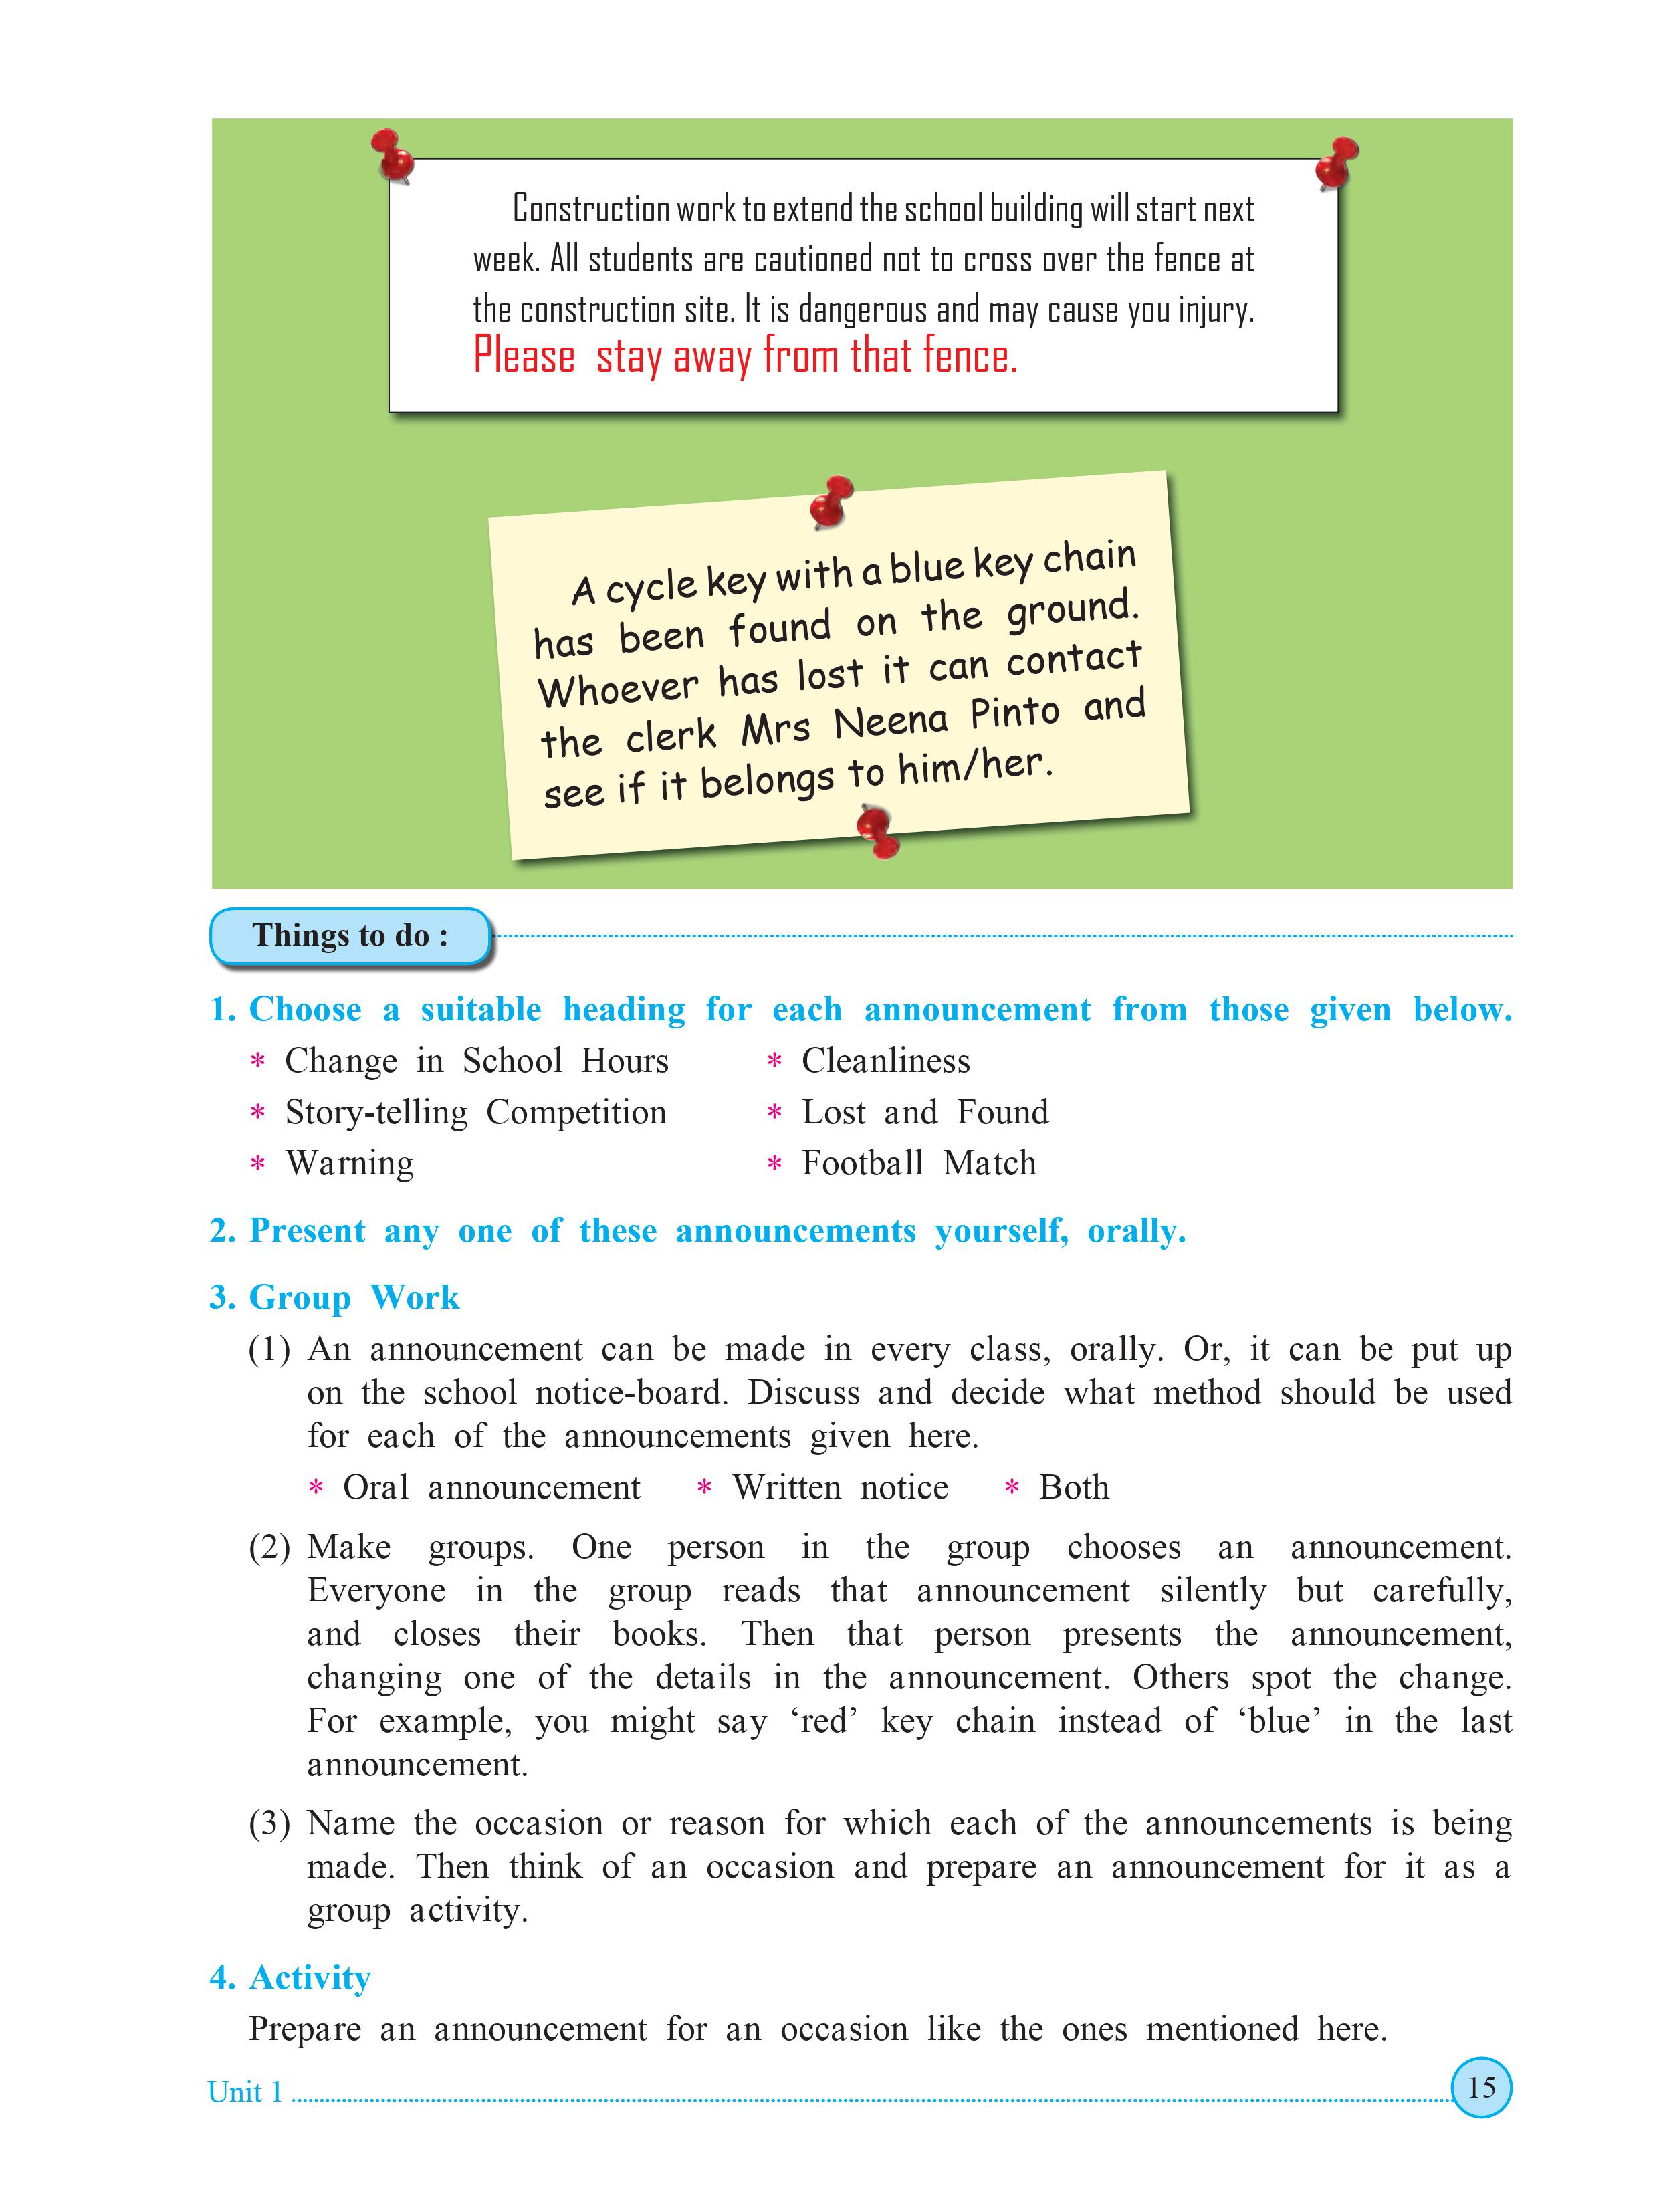 Construction work to extend the school building will start next
week. All students are cautioned not to cross over the fence at
the construction site. It is dangerous and may cause you injury.
Please stay away from that fence.
A cycle key with a blue key chain
has been found on the ground.
Whoever has lost it can contact
the clerk Mrs Neena Pinto and
see if it belongs to him/her.
Things to do :
1. Choose a suitable heading for each announcement from those given below.
* Change in School Hours * Cleanliness
* Story-telling Competition * Lost and Found
* Warning * Football Match
2. Present any one of these announcements yourself, orally.
3. Group Work
(1) An announcement can be made in every class, orally. Or, it can be put up
on the school notice-board. Discuss and decide what method should be used
for each of the announcements given here.
* Oral announcement * Written notice * Both
(2) Make groups. One person in the group chooses an announcement.
Everyone in the group reads that announcement silently but carefully,
and closes their books. Then that person presents the announcement,
changing one of the details in the announcement. Others spot the change.
For example, you might say ‘red’ key chain instead of ‘blue’ in the last
announcement.
(3) Name the occasion or reason for which each of the announcements is being
made. Then think of an occasion and prepare an announcement for it as a
group activity.
4. Activity
Prepare an announcement for an occasion like the ones mentioned here.
Unit 1 15